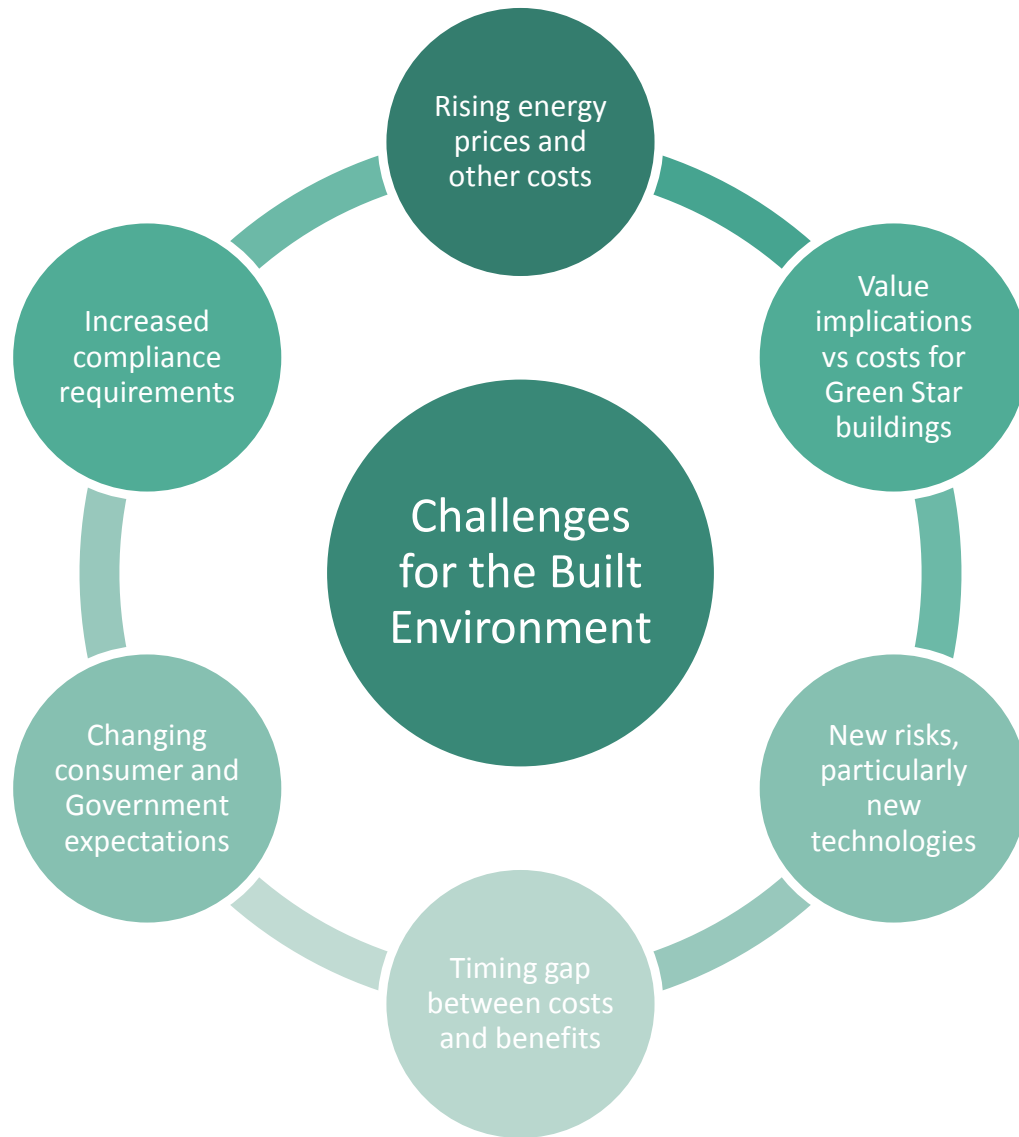 Rising energy
prices and
other costs
Value
implications
vs costs for
Green Star
buildings
New risks,
particularly
new
technologies
Timing gap
between costs
and benefits
Changing
consumer and
Government
expectations
Increased
compliance
requirements
Challenges
for the Built
Environment